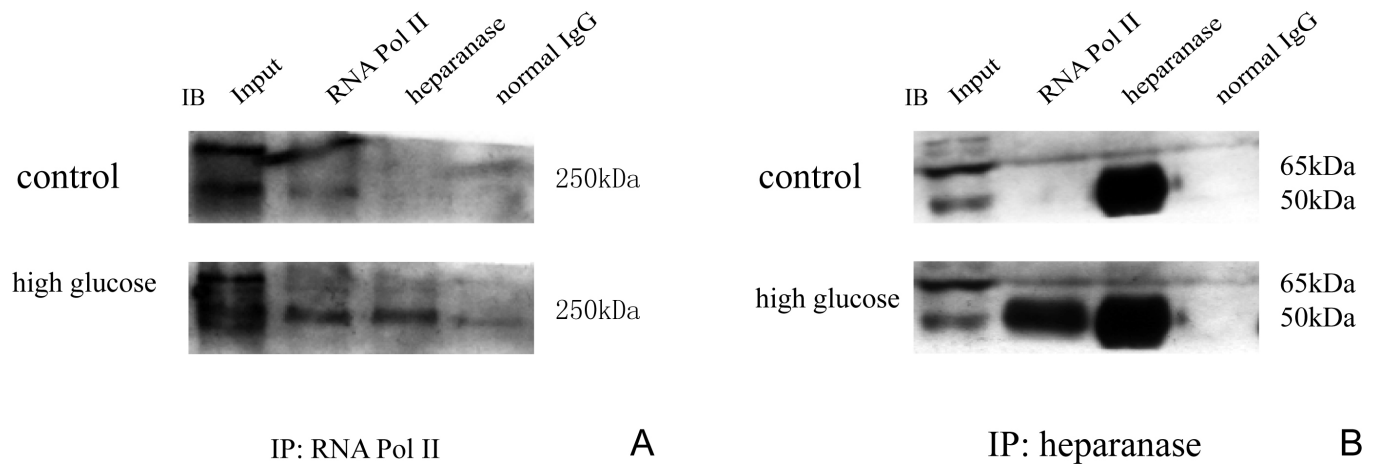 IB Input RNA Pol II heparanase normal IgG
control 250kDa
high glucose 250kDa
IP: RNA Pol II A
IB Input RNA Pol II heparanase normal IgG
control 65kDa
50kDa
high glucose 65kDa
50kDa
IP: heparanase B